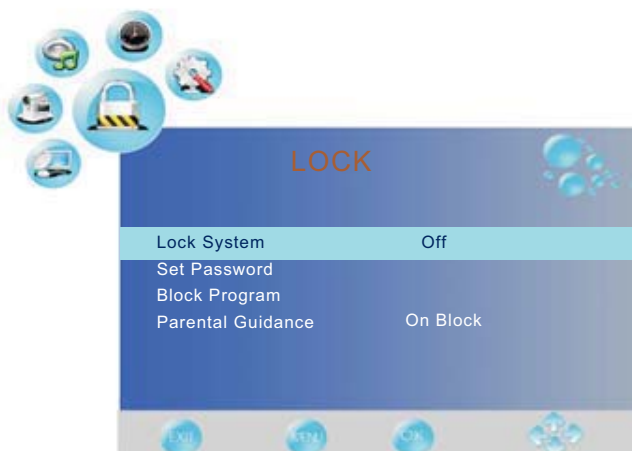 LOCK
Lock System Off
Set Password
Block Program
Parental Guidance On Block
EXIT MENU OK